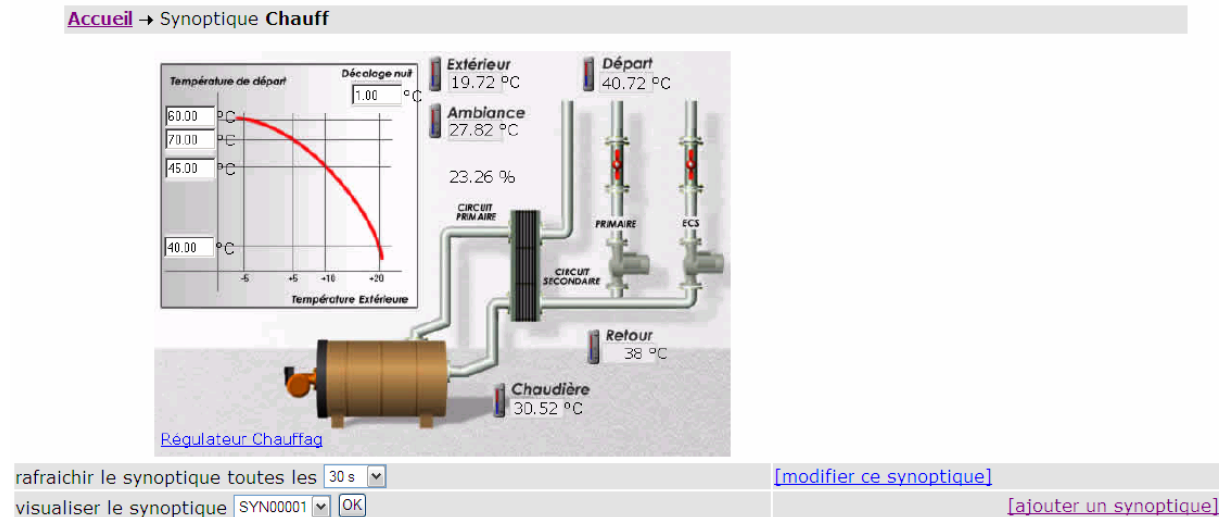 Accueil → Synoptique Chauff
Température de départ
Décalage nuit
1.00 °C
60.00 °C
70.00 °C
45.00 °C
40.00 °C
-5 +5 +10 +20
Température Extérieure
Extérieur
19.72 °C
Départ
40.72 °C
Ambiance
27.82 °C
23.26 %
CIRCUIT
PRIMAIRE
PRIMAIRE
ECS
CIRCUIT
SECONDAIRE
Retour
38 °C
Chaudière
30.52 °C
Régulateur Chauffag
rafraichir le synoptique toutes les 30 s
[modifier ce synoptique]
visualiser le synoptique SYN00001 OK
[ajouter un synoptique]